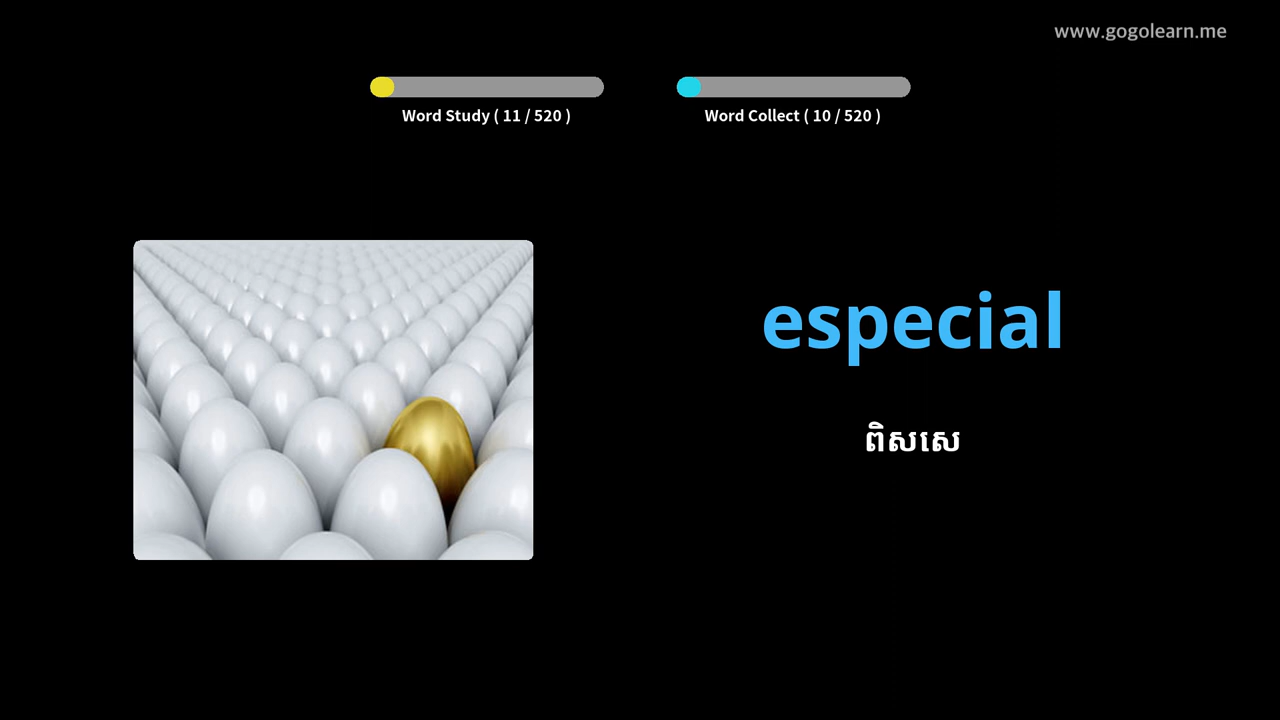 www.gogolearn.me
Word Study ( 11 / 520 )
Word Collect ( 10 / 520 )
especial
ពិសសេ